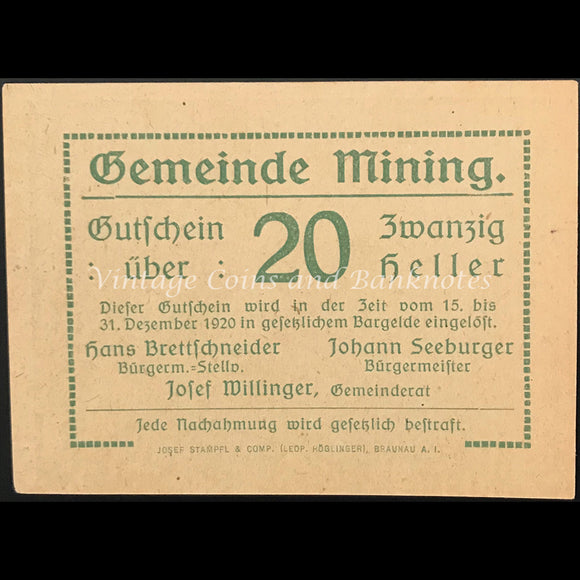 Gemeinde Mining.
Gutschein 20 Zwanzig
: über : Heller
Vintage Coins and Banknotes
Dieser Gutschein wird in der Zeit vom 15. bis
31. Dezember 1920 in gesetzlichem Bargelde eingelöst.
Hans Brettschneider Johann Seeburger
Bürgerm.=Stellv. Bürgermeister
Josef Willinger, Gemeinderat
Jede Nachahmung wird gesetzlich bestraft.
JOSEF STAMPFL & COMP. (LEOP. HÖGLINGER), BRAUNAU A. I.